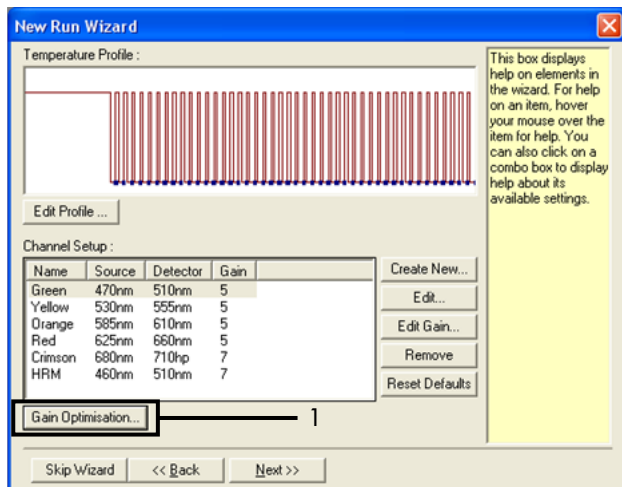 New Run Wizard
Temperature Profile :
This box displays
help on elements in
the wizard. For help
on an item, hover
your mouse over the
item for help. You
can also click on a
combo box to display
help about its
available settings.
Edit Profile ...
Channel Setup :
Name Source Detector Gain
Green 470nm 510nm 5
Yellow 530nm 555nm 5
Orange 585nm 610nm 5
Red 625nm 660nm 5
Crimson 680nm 710hp 7
HRM 460nm 510nm 7
Create New...
Edit...
Edit Gain...
Remove
Reset Defaults
Gain Optimisation...
1
Skip Wizard << Back Next >>